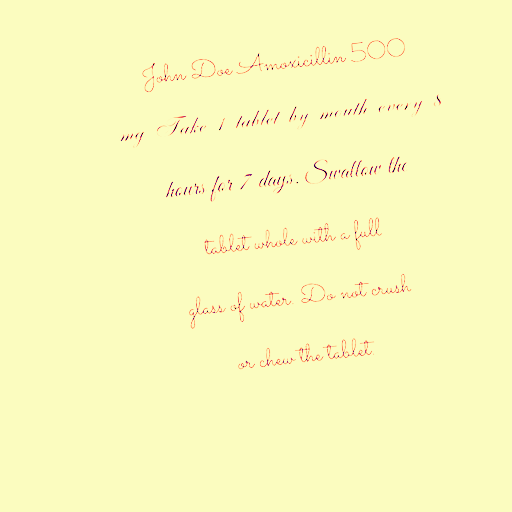 John Doe Amoxicillin 500
mg Take 1 tablet by mouth every 8
hours for 7 days. Swallow the
tablet whole with a full
glass of water. Do not crush
or chew the tablet.